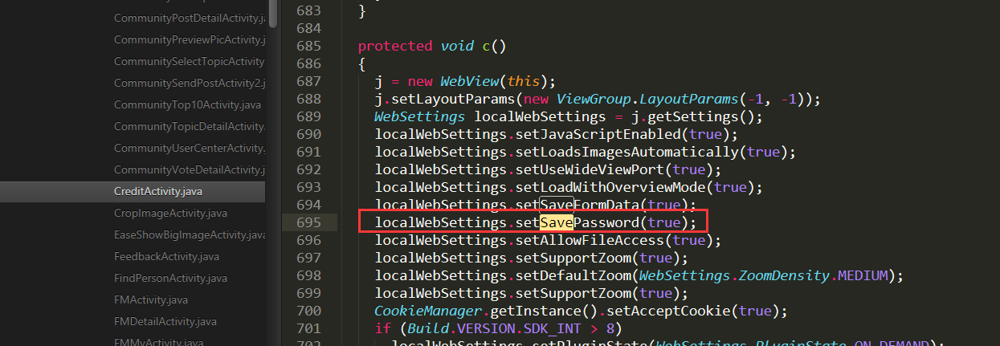 CommunityPostDetailActivity.ja
CommunityPreviewPicActivity.j
CommunitySelectTopicActivity
CommunitySendPostActivity2.j
CommunityTop10Activity.java
CommunityTopicDetailActivity.
CommunityUserCenterActivity.
CommunityVoteDetailActivity.j
CreditActivity.java
CropImageActivity.java
EaseShowBigImageActivity.java
FeedbackActivity.java
FindPersonActivity.java
FMActivity.java
FMDetailActivity.java
FMMyActivity.java
683 }
684
685 protected void c()
686 {
687 j = new WebView(this);
688 j.setLayoutParams(new ViewGroup.LayoutParams(-1, -1));
689 WebSettings localWebSettings = j.getSettings();
690 localWebSettings.setJavaScriptEnabled(true);
691 localWebSettings.setLoadsImagesAutomatically(true);
692 localWebSettings.setUseWideViewPort(true);
693 localWebSettings.setLoadWithOverviewMode(true);
694 localWebSettings.setSaveFormData(true);
695 localWebSettings.setSavePassword(true);
696 localWebSettings.setAllowFileAccess(true);
697 localWebSettings.setSupportZoom(true);
698 localWebSettings.setDefaultZoom(WebSettings.ZoomDensity.MEDIUM);
699 localWebSettings.setSupportZoom(true);
700 CookieManager.getInstance().setAcceptCookie(true);
701 if (Build.VERSION.SDK_INT > 8)
702 localWebSettings.setPluginState(WebSettings.PluginState.ON_DEMAND);